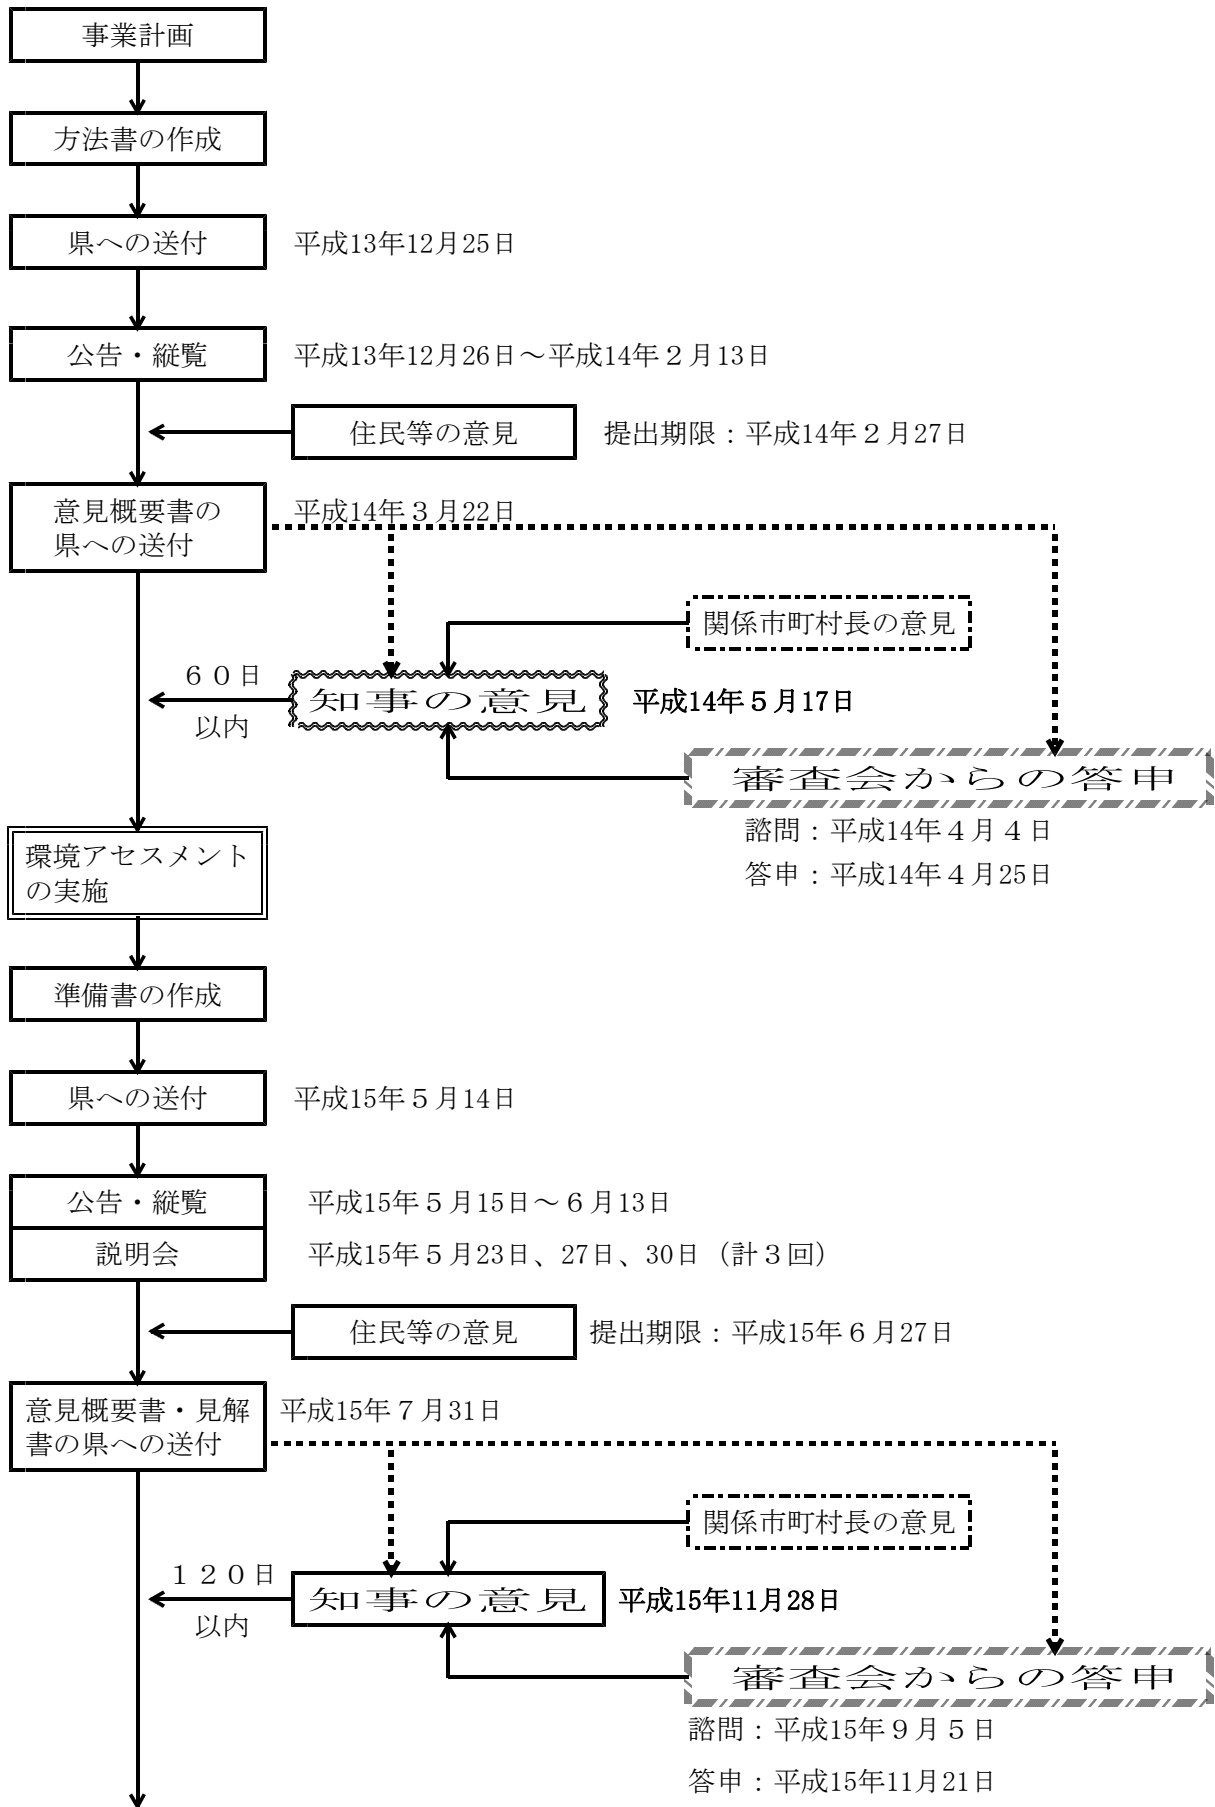 事業計画
方法書の作成
県への送付
平成13年12月25日
公告・縦覧
平成13年12月26日～平成14年２月13日
住民等の意見
提出期限：平成14年２月27日
意見概要書の
県への送付
平成14年３月22日
関係市町村長の意見
６０日
以内
知事の意見
平成14年５月17日
審査会からの答申
諮問：平成14年４月４日
答申：平成14年４月25日
環境アセスメント
の実施
準備書の作成
県への送付
平成15年５月14日
公告・縦覧
平成15年５月15日～６月13日
説明会
平成15年５月23日、27日、30日（計３回）
住民等の意見
提出期限：平成15年６月27日
意見概要書・見解
書の県への送付
平成15年７月31日
関係市町村長の意見
１２０日
以内
知事の意見
平成15年11月28日
審査会からの答申
諮問：平成15年９月５日
答申：平成15年11月21日